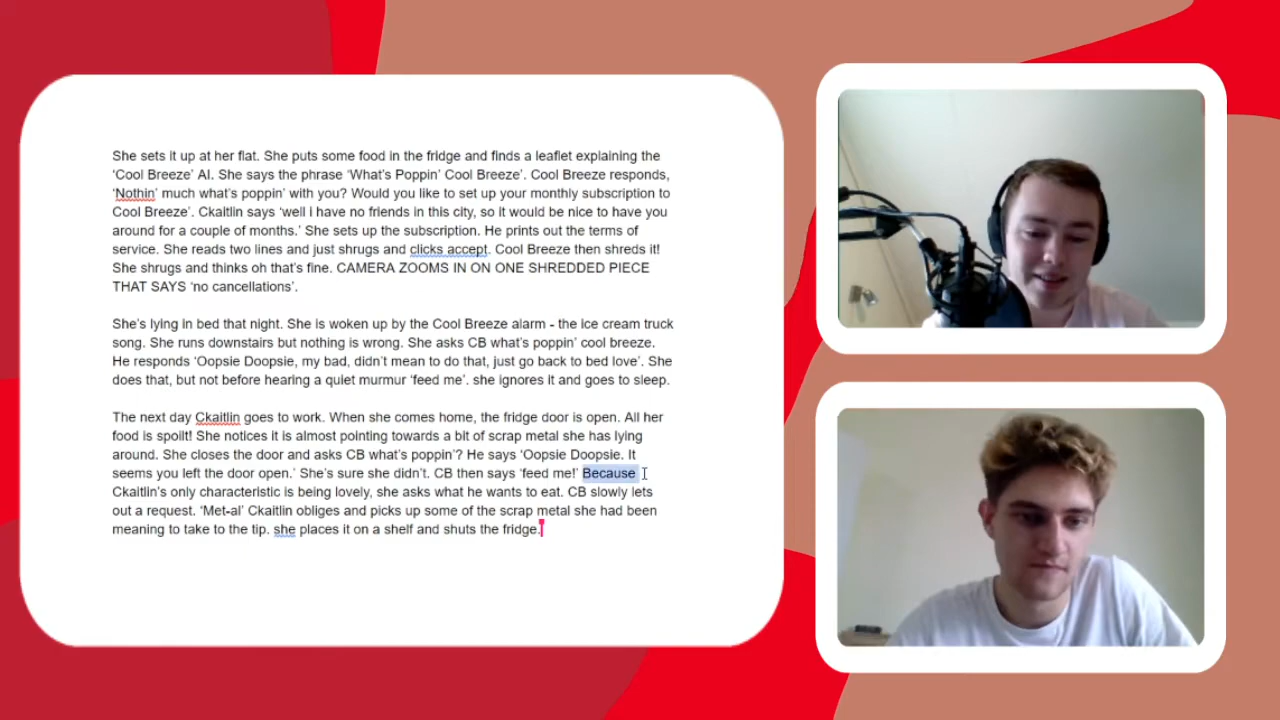 She sets it up at her flat. She puts some food in the fridge and finds a leaflet explaining the
‘Cool Breeze’ AI. She says the phrase ‘What’s Poppin’ Cool Breeze’. Cool Breeze responds,
‘Nothin’ much what’s poppin’ with you? Would you like to set up your monthly subscription to
Cool Breeze’. Ckaitlin says ‘well i have no friends in this city, so it would be nice to have you
around for a couple of months.’ She sets up the subscription. He prints out the terms of
service. She reads two lines and just shrugs and clicks accept. Cool Breeze then shreds it!
She shrugs and thinks oh that’s fine. CAMERA ZOOMS IN ON ONE SHREDDED PIECE
THAT SAYS ‘no cancellations’.
She’s lying in bed that night. She is woken up by the Cool Breeze alarm - the ice cream truck
song. She runs downstairs but nothing is wrong. She asks CB what’s poppin’ cool breeze.
He responds ‘Oopsie Doopsie, my bad, didn’t mean to do that, just go back to bed love’. She
does that, but not before hearing a quiet murmur ‘feed me’. she ignores it and goes to sleep.
The next day Ckaitlin goes to work. When she comes home, the fridge door is open. All her
food is spoilt! She notices it is almost pointing towards a bit of scrap metal she has lying
around. She closes the door and asks CB what’s poppin’? He says ‘Oopsie Doopsie. It
seems you left the door open.’ She’s sure she didn’t. CB then says ‘feed me!’ Because
Ckaitlin’s only characteristic is being lovely, she asks what he wants to eat. CB slowly lets
out a request. ‘Met-al’ Ckaitlin obliges and picks up some of the scrap metal she had been
meaning to take to the tip. she places it on a shelf and shuts the fridge.